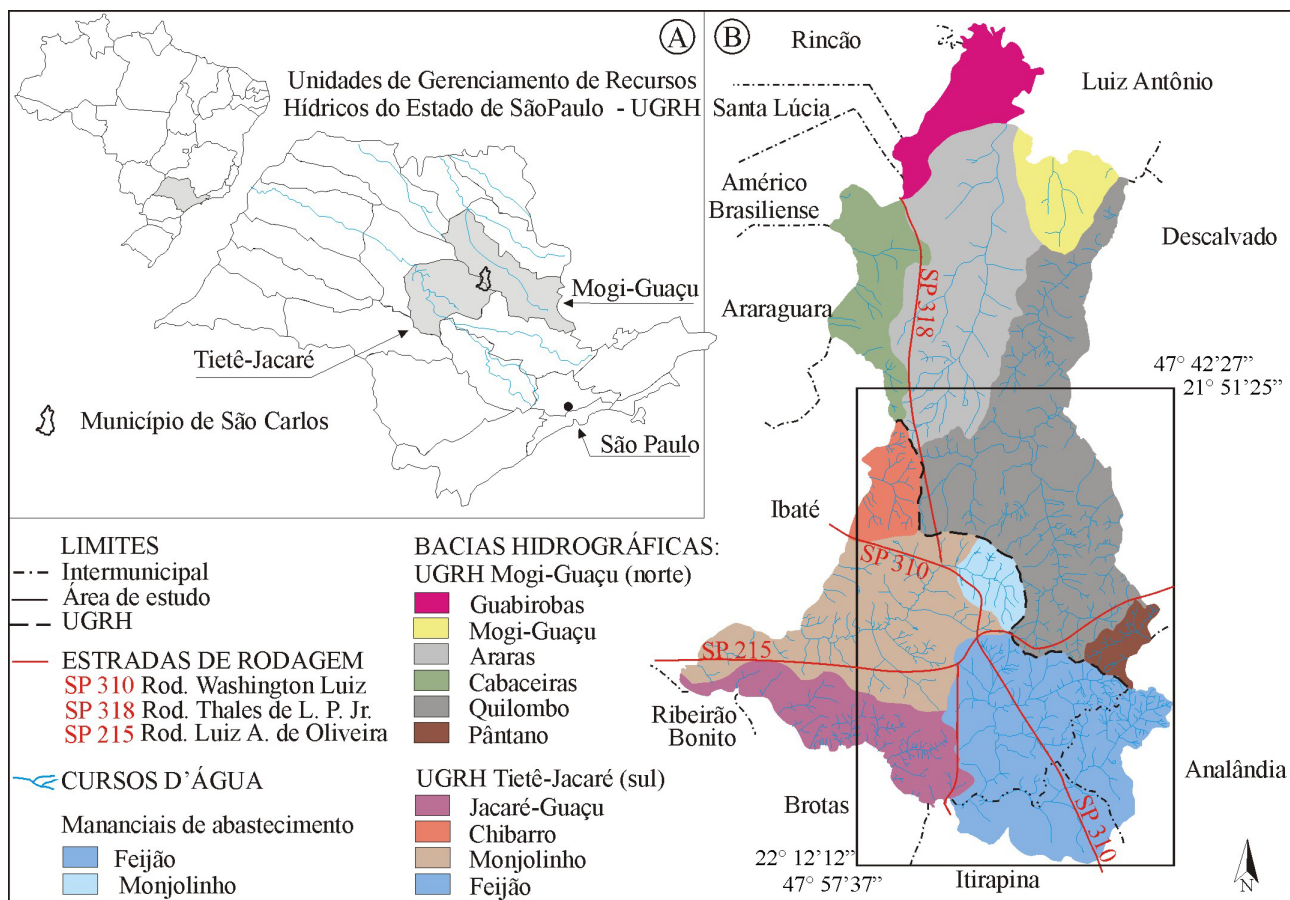 A
Unidades de Gerenciamento de Recursos
Hídricos do Estado de SãoPaulo - UGRH
Mogi-Guaçu
Tietê-Jacaré
Município de São Carlos
São Paulo
B
Rincão
Luiz Antônio
Santa Lúcia
Américo
Brasiliense
Descalvado
Araraguara
SP 318
47° 42’27”
21° 51’25”
Ibaté
SP 310
SP 215
Ribeirão
Bonito
Analândia
Brotas
SP 310
22° 12’12”
47° 57’37”
Itirapina
N
LIMITES
Intermunicipal
Área de estudo
UGRH
ESTRADAS DE RODAGEM
SP 310 Rod. Washington Luiz
SP 318 Rod. Thales de L. P. Jr.
SP 215 Rod. Luiz A. de Oliveira
CURSOS D’ÁGUA
Mananciais de abastecimento
Feijão
Monjolinho
BACIAS HIDROGRÁFICAS:
UGRH Mogi-Guaçu (norte)
Guabirobas
Mogi-Guaçu
Araras
Cabaceiras
Quilombo
Pântano
UGRH Tietê-Jacaré (sul)
Jacaré-Guaçu
Chibarro
Monjolinho
Feijão